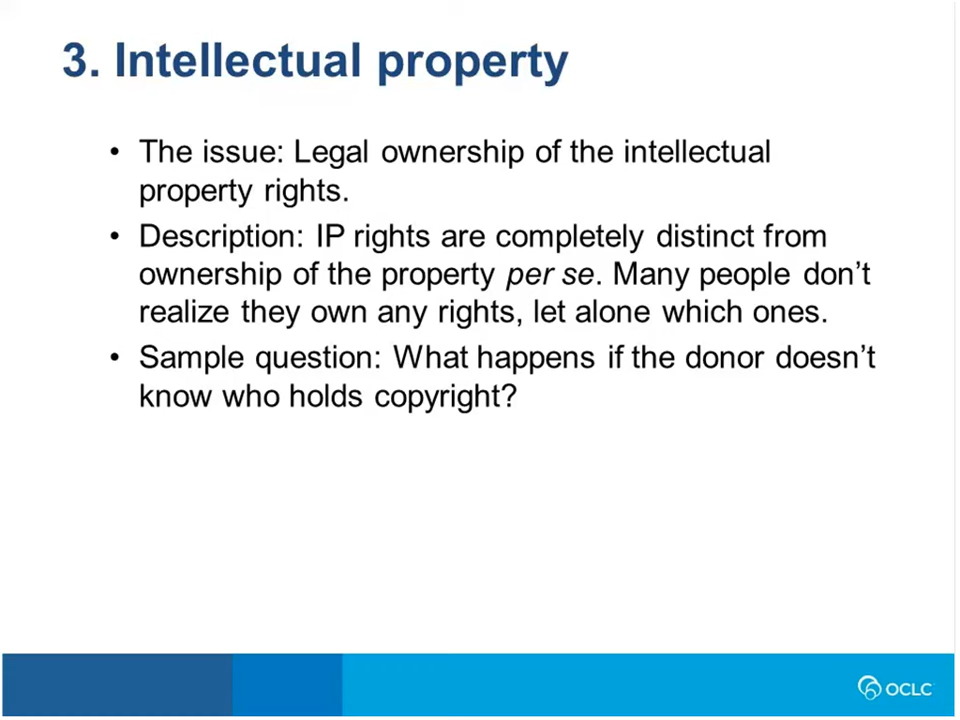 3. Intellectual property
• The issue: Legal ownership of the intellectual
property rights.
• Description: IP rights are completely distinct from
ownership of the property per se. Many people don’t
realize they own any rights, let alone which ones.
• Sample question: What happens if the donor doesn’t
know who holds copyright?
OCLC